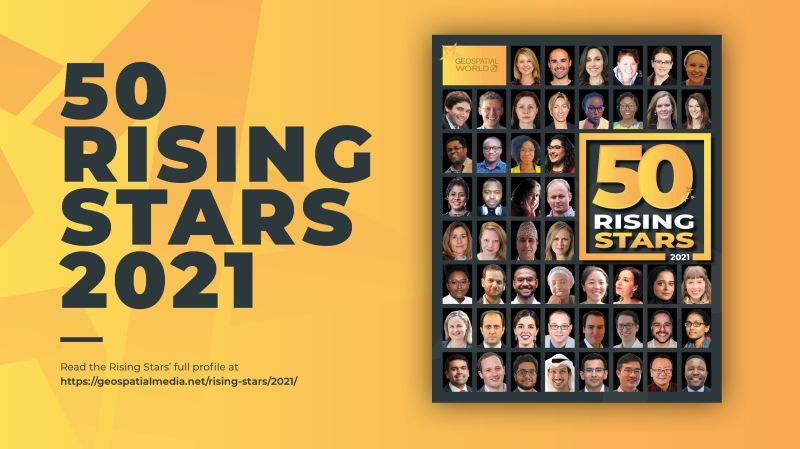 50
RISING
STARS
2021
Read the Rising Stars' full profile at
https://geospatialmedia.net/rising-stars/2021/
GEOSPATIAL
WORLD
50
RISING
STARS
2021